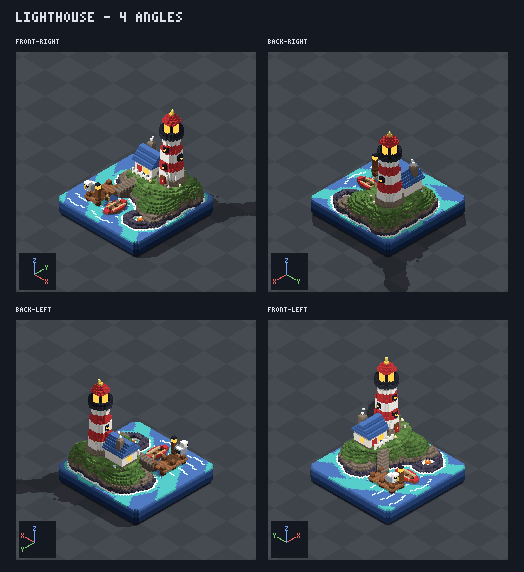 LIGHTHOUSE - 4 ANGLES
FRONT-RIGHT
BACK-RIGHT
Z
Y
X
Z
X
Y
BACK-LEFT
FRONT-LEFT
Z
X
Y
Z
Y
X